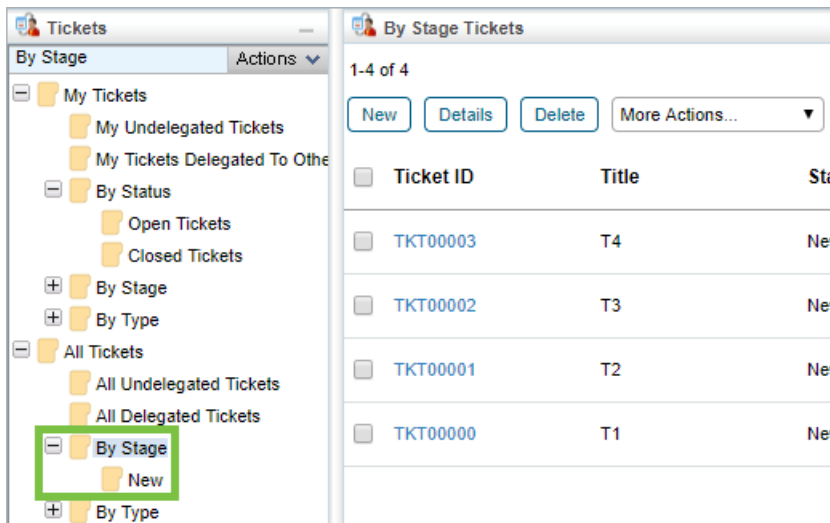 Tickets
By Stage Actions
My Tickets
My Undelegated Tickets
My Tickets Delegated To Othe
By Status
Open Tickets
Closed Tickets
By Stage
By Type
All Tickets
All Undelegated Tickets
All Delegated Tickets
By Stage
New
By Type
By Stage Tickets
1-4 of 4
New Details Delete More Actions...
Ticket ID Title Sta
TKT00003 T4 Ne
TKT00002 T3 Ne
TKT00001 T2 Ne
TKT00000 T1 Ne